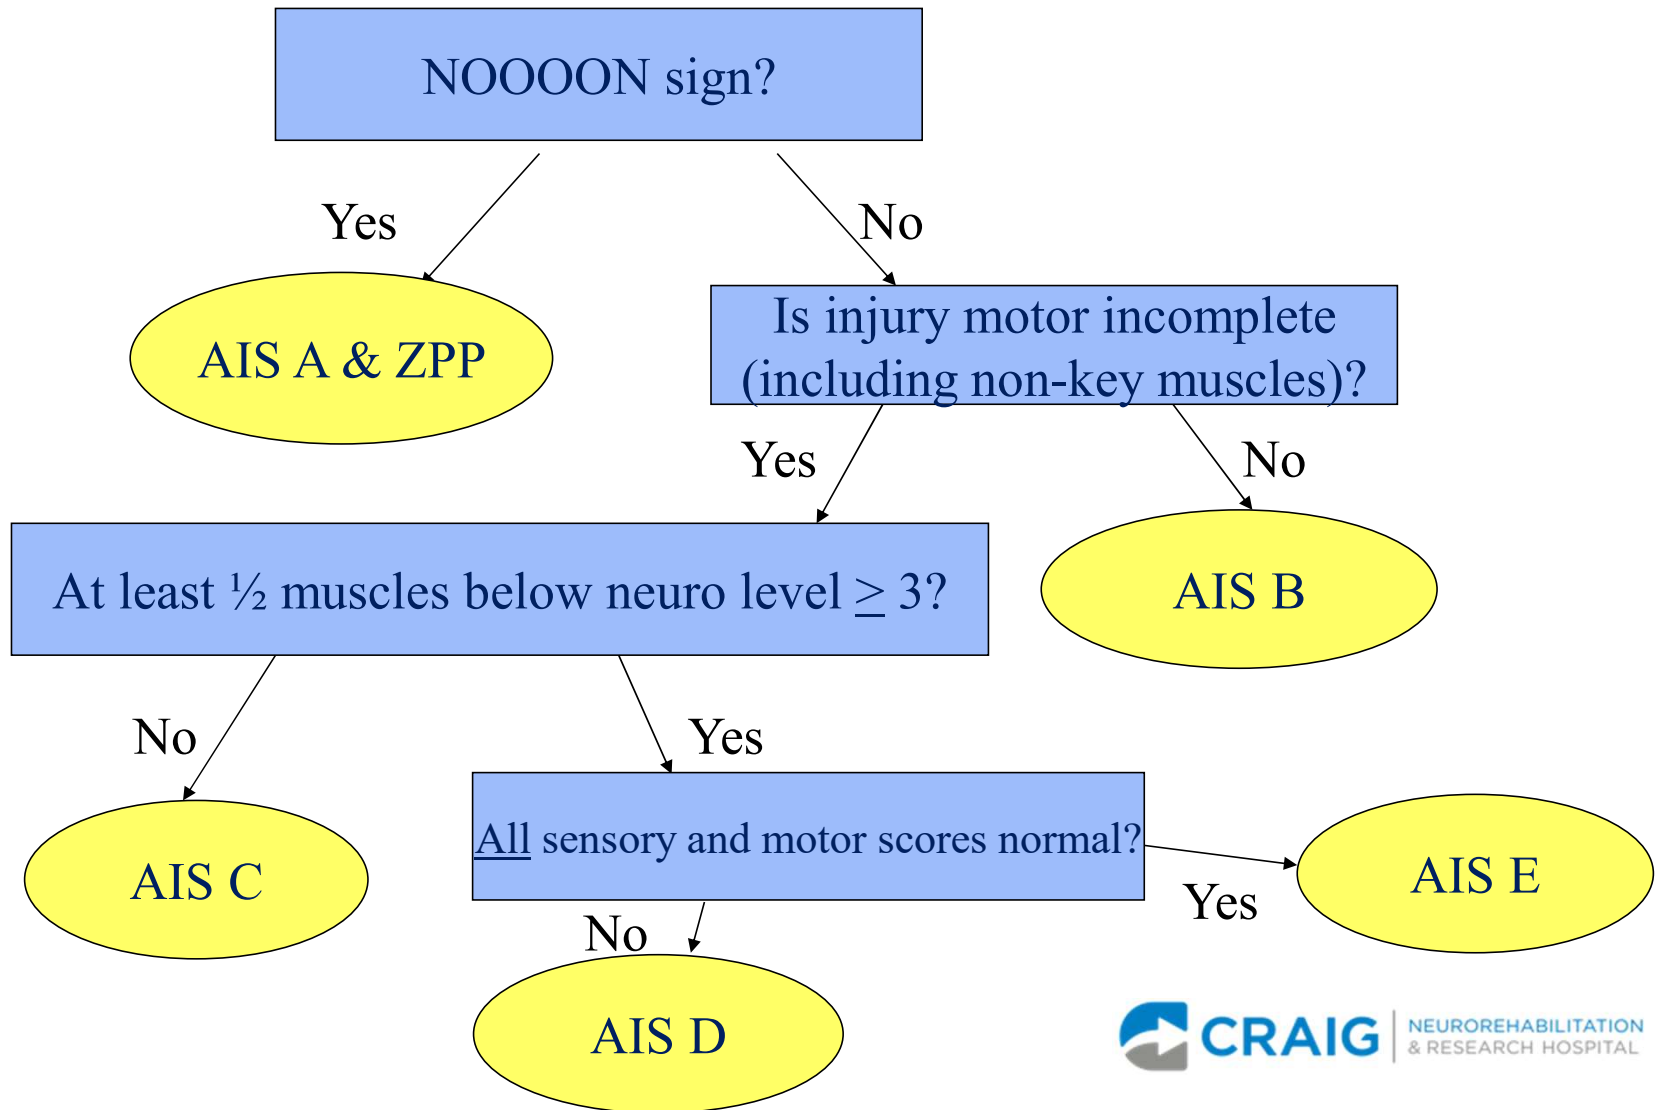 NOOOON sign?
Yes
No
AIS A & ZPP
Is injury motor incomplete
(including non-key muscles)?
Yes
No
At least ½ muscles below neuro level ≥ 3?
AIS B
No
Yes
All sensory and motor scores normal?
AIS C
Yes
AIS E
No
AIS D
CRAIG
NEUROREHABILITATION
& RESEARCH HOSPITAL